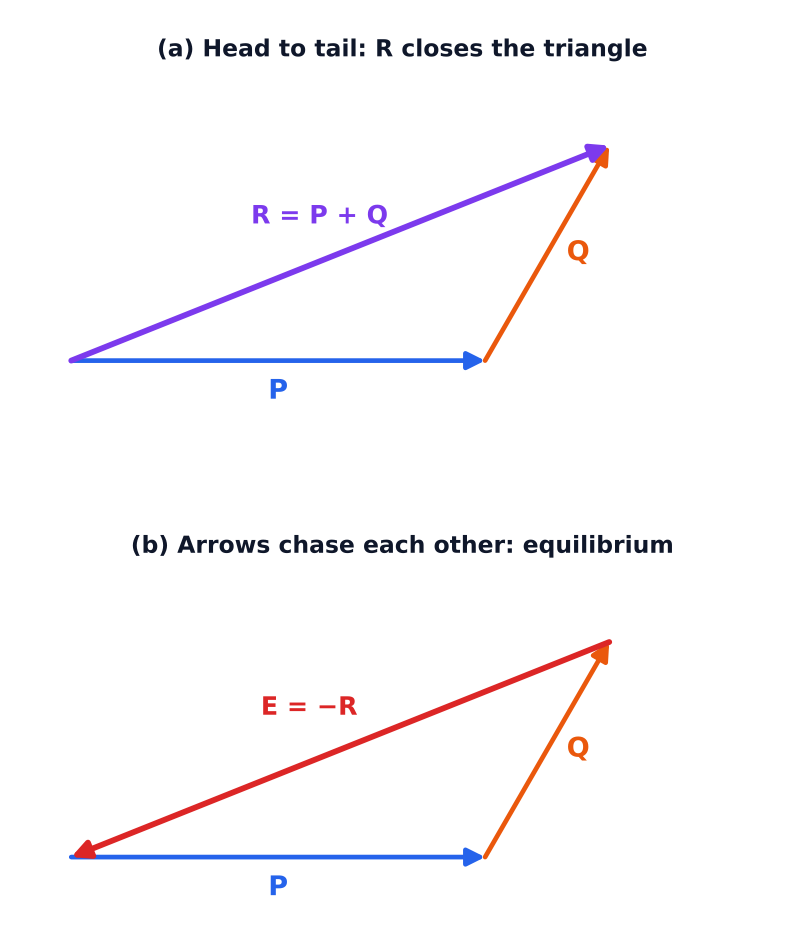 (a) Head to tail: R closes the triangle
R = P + Q
Q
P
(b) Arrows chase each other: equilibrium
E = −R
Q
P